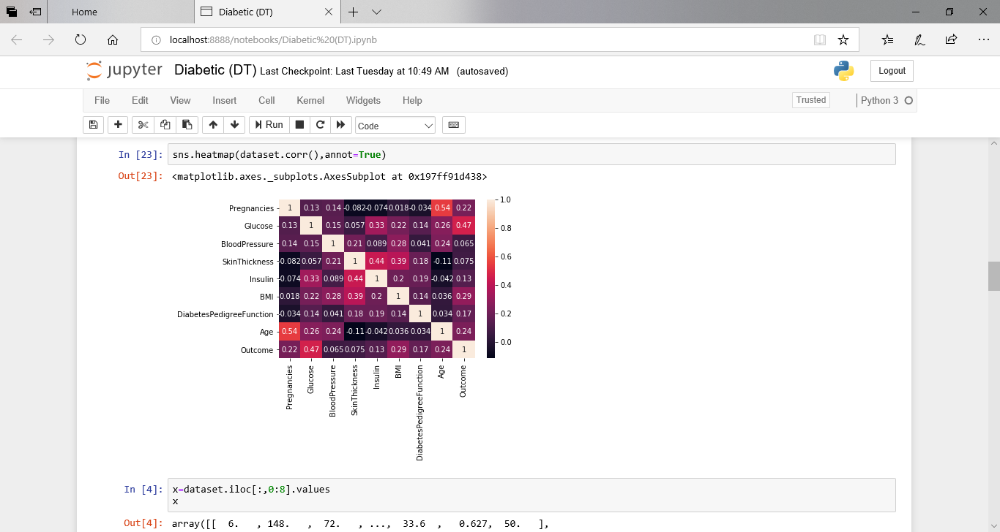 Home
Diabetic (DT)
localhost:8888/notebooks/Diabetic%20(DT).ipynb
jupyter Diabetic (DT) Last Checkpoint: Last Tuesday at 10:49 AM (autosaved)
Logout
File Edit View Insert Cell Kernel Widgets Help
Trusted
Python 3
Run
Code
In [23]: sns.heatmap(dataset.corr(),annot=True)
Out[23]: <matplotlib.axes._subplots.AxesSubplot at 0x197ff91d438>
Pregnancies 1 0.13 0.14 -0.082 -0.074 0.018 -0.034 0.54 0.22
Glucose 0.13 1 0.15 0.057 0.33 0.22 0.14 0.26 0.47
BloodPressure 0.14 0.15 1 0.21 0.089 0.28 0.041 0.24 0.065
SkinThickness -0.082 0.057 0.21 1 0.44 0.39 0.18 -0.11 0.075
Insulin -0.074 0.33 0.089 0.44 1 0.2 0.19 -0.042 0.13
BMI 0.018 0.22 0.28 0.39 0.2 1 0.14 0.036 0.29
DiabetesPedigreeFunction -0.034 0.14 0.041 0.18 0.19 0.14 1 0.034 0.17
Age 0.54 0.26 0.24 -0.11 -0.042 0.036 0.034 1 0.24
Outcome 0.22 0.47 0.065 0.075 0.13 0.29 0.17 0.24 1
Pregnancies
Glucose
BloodPressure
SkinThickness
Insulin
BMI
DiabetesPedigreeFunction
Age
Outcome
1.0
0.8
0.6
0.4
0.2
0.0
In [4]: x=dataset.iloc[:,0:8].values
x
Out[4]: array([[  6.   , 148.   ,  72.   , ...,  33.6  ,   0.627,  50.   ],